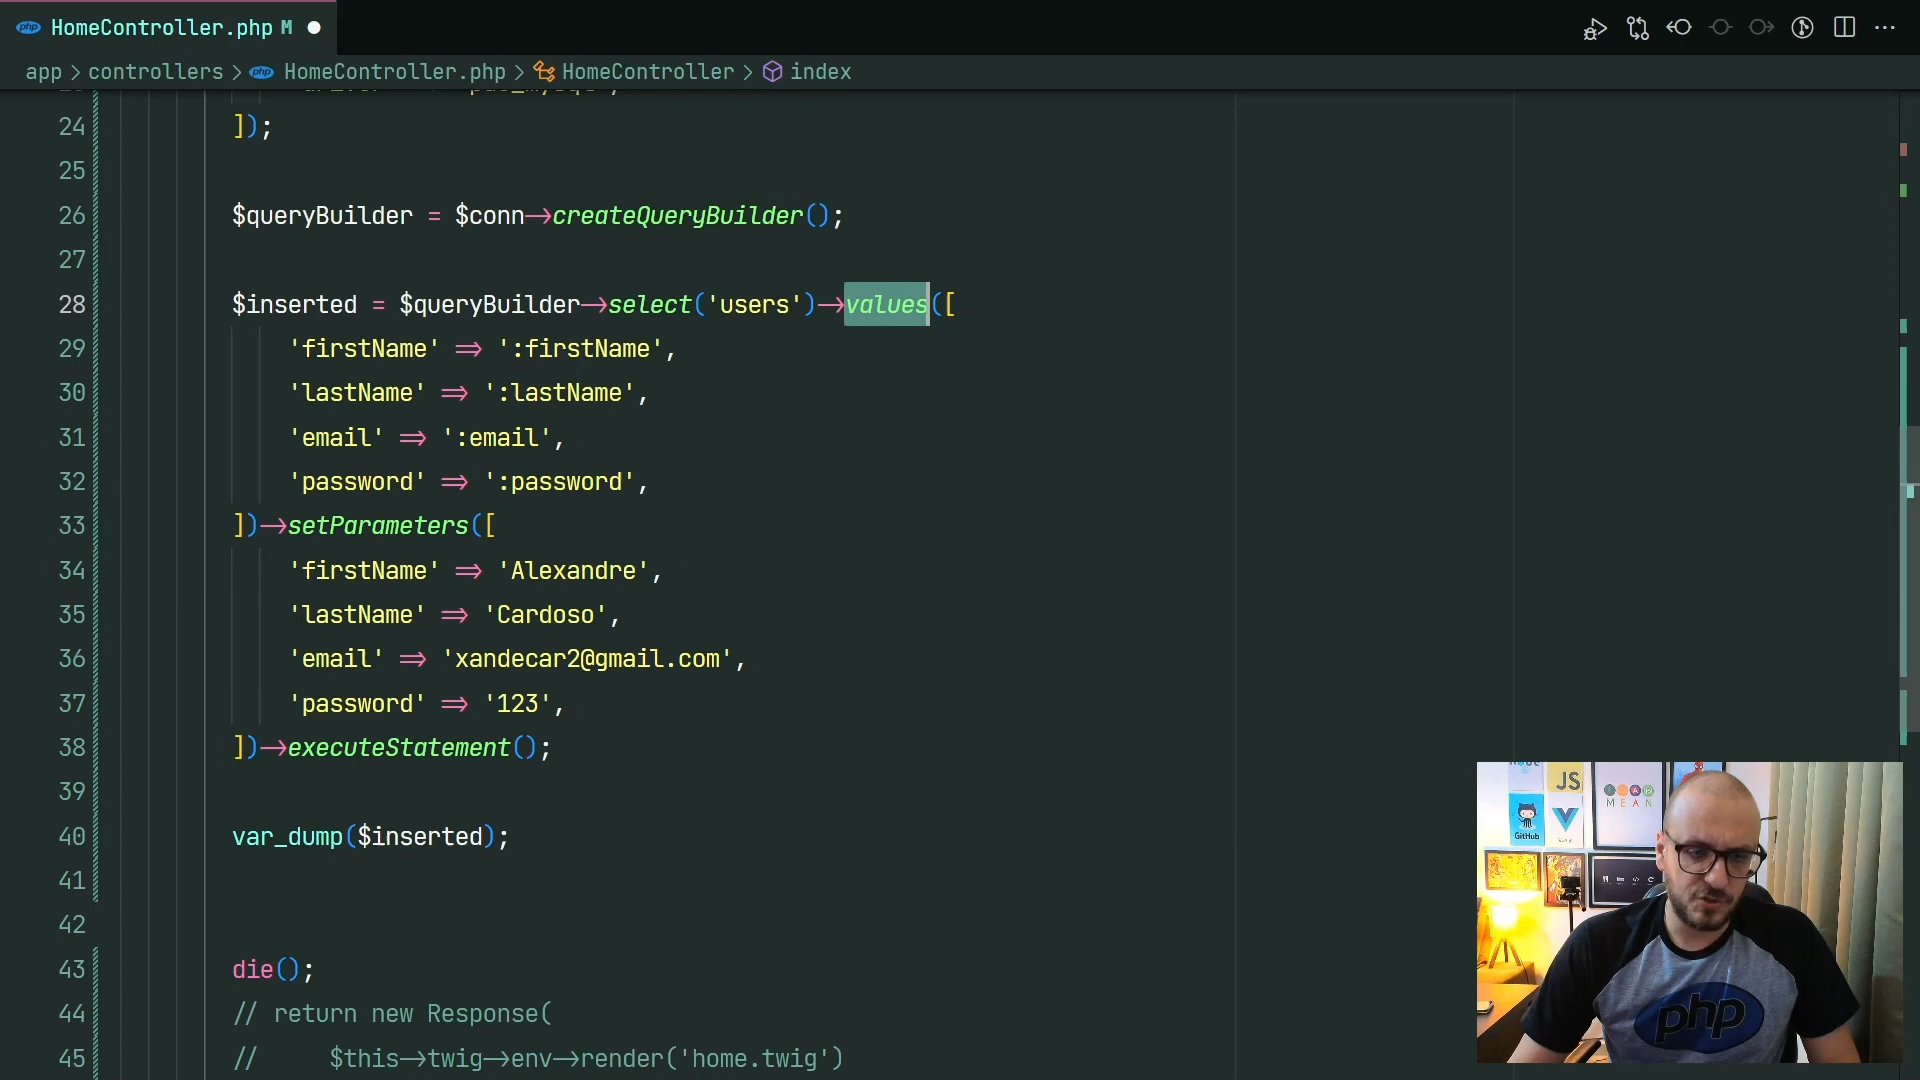 HomeController.php M
app > controllers > HomeController.php > HomeController > index
24 ]);
25
26 $queryBuilder = $conn->createQueryBuilder();
27
28 $inserted = $queryBuilder->select('users')->values([
29 'firstName' => ':firstName',
30 'lastName' => ':lastName',
31 'email' => ':email',
32 'password' => ':password',
33 ])->setParameters([
34 'firstName' => 'Alexandre',
35 'lastName' => 'Cardoso',
36 'email' => 'xandecar2@gmail.com',
37 'password' => '123',
38 ])->executeStatement();
39
40 var_dump($inserted);
41
42
43 die();
44 // return new Response(
45 // $this->twig->env->render('home.twig')
JS
MEAN
GitHub
php